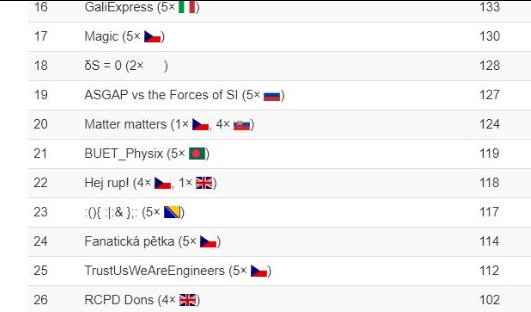 16 GaliExpress (5× ) 133
17 Magic (5× ) 130
18 δS = 0 (2× ) 128
19 ASGAP vs the Forces of SI (5× ) 127
20 Matter matters (1× , 4× ) 124
21 BUET_Physix (5× ) 119
22 Hej rup! (4× , 1× ) 118
23 :(){ :|:& };: (5× ) 117
24 Fanatická pětka (5× ) 114
25 TrustUsWeAreEngineers (5× ) 112
26 RCPD Dons (4× ) 102